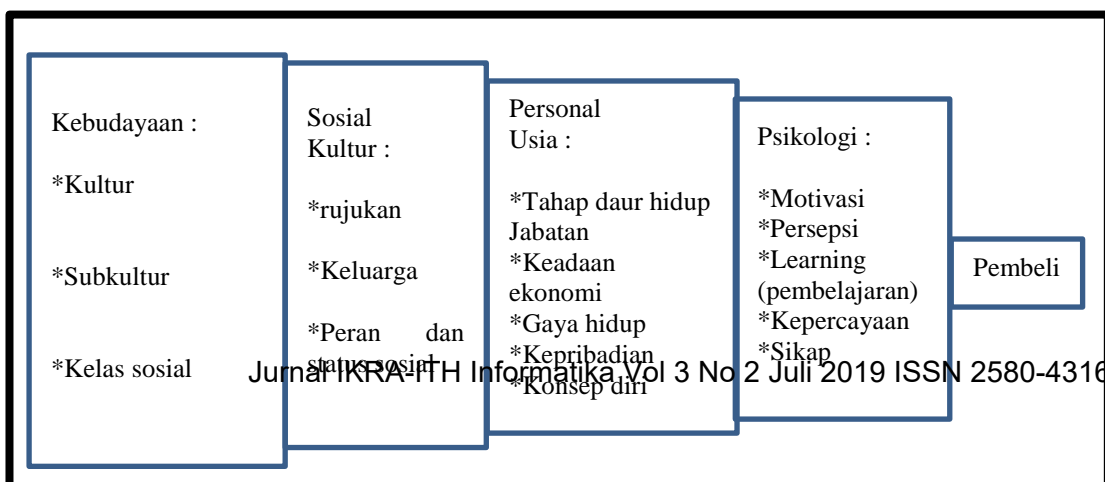 Kebudayaan :
*Kultur
*Subkultur
*Kelas sosial
Sosial
Kultur :
*rujukan
*Keluarga
*Peran dan
status sosial
Personal
Usia :
*Tahap daur hidup
Jabatan
*Keadaan
ekonomi
*Gaya hidup
*Kepribadian
*Konsep diri
Psikologi :
*Motivasi
*Persepsi
*Learning
(pembelajaran)
*Kepercayaan
*Sikap
Pembeli
Jurnal IKRA-ITH Informatika Vol 3 No 2 Juli 2019 ISSN 2580-4316